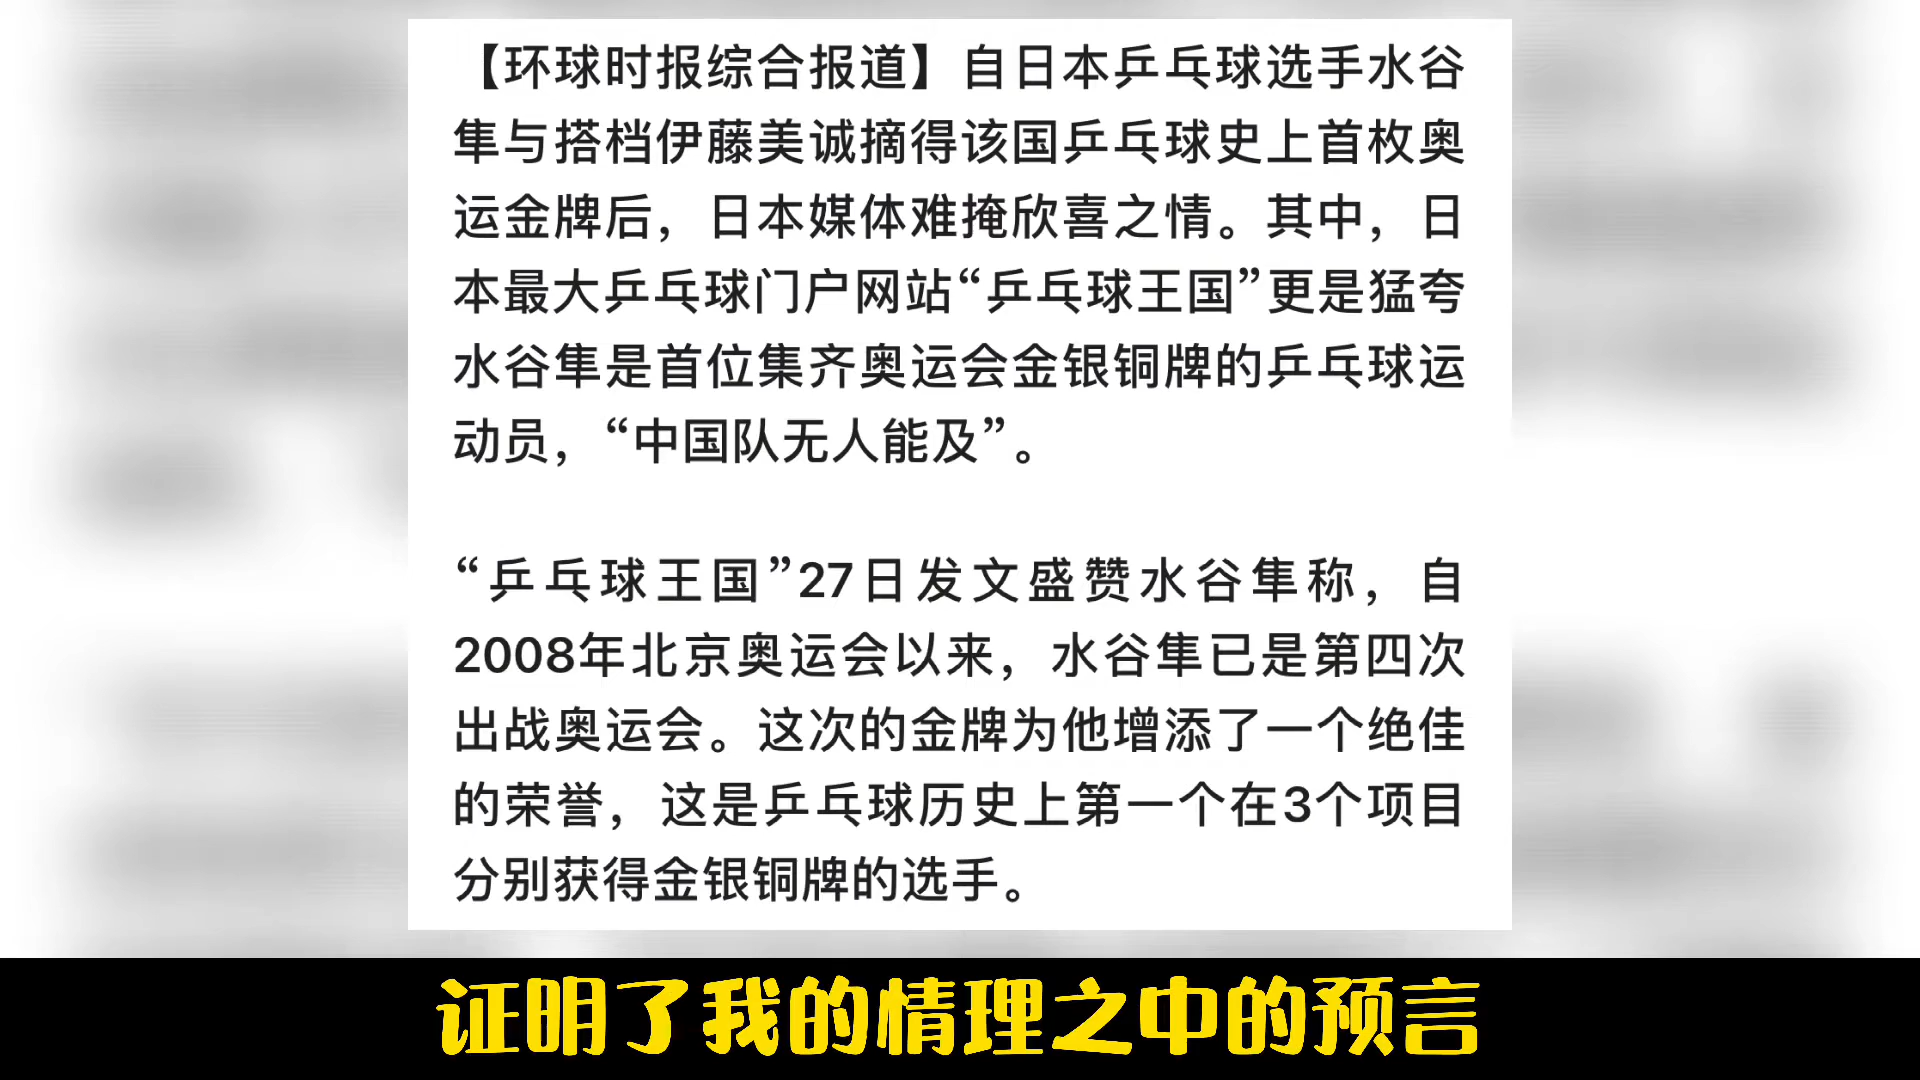 【环球时报综合报道】自日本乒乓球选手水谷
隼与搭档伊藤美诚摘得该国乒乓球史上首枚奥
运金牌后，日本媒体难掩欣喜之情。其中，日
本最大乒乓球门户网站“乒乓球王国”更是猛夸
水谷隼是首位集齐奥运会金银铜牌的乒乓球运
动员，“中国队无人能及”。
“乒乓球王国”27日发文盛赞水谷隼称，自
2008年北京奥运会以来，水谷隼已是第四次
出战奥运会。这次的金牌为他增添了一个绝佳
的荣誉，这是乒乓球历史上第一个在3个项目
分别获得金银铜牌的选手。
证明了我的情理之中的预言